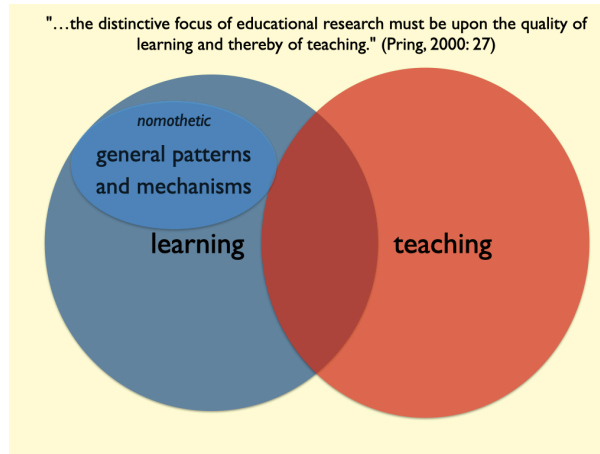 "…the distinctive focus of educational research must be upon the quality of
learning and thereby of teaching." (Pring, 2000: 27)
nomothetic
general patterns
and mechanisms
learning
teaching